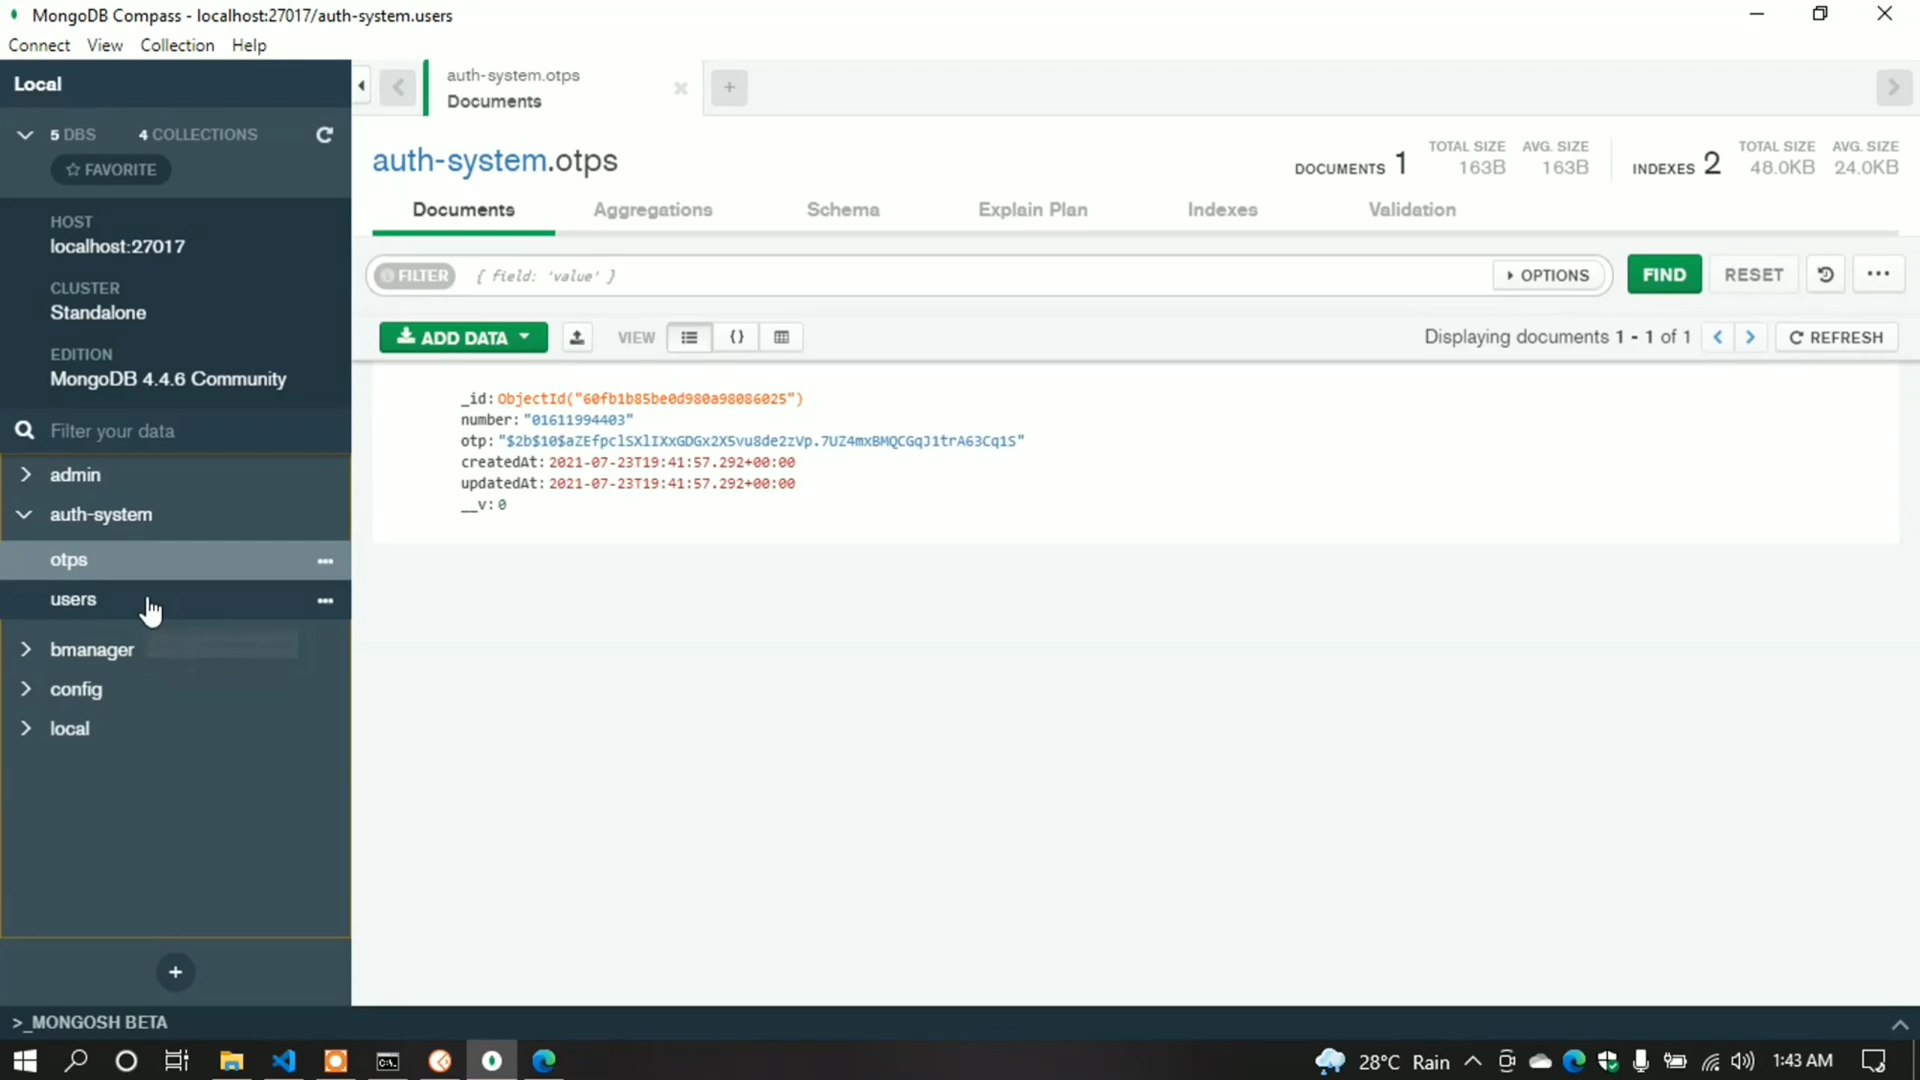 MongoDB Compass - localhost:27017/auth-system.users
Connect View Collection Help
Local
5 DBS 4 COLLECTIONS
FAVORITE
HOST
localhost:27017
CLUSTER
Standalone
EDITION
MongoDB 4.4.6 Community
Filter your data
admin
auth-system
otps
users
bmanager
config
local
auth-system.otps
Documents
auth-system.otps
DOCUMENTS 1 TOTAL SIZE 163B AVG. SIZE 163B INDEXES 2 TOTAL SIZE 48.0KB AVG. SIZE 24.0KB
Documents Aggregations Schema Explain Plan Indexes Validation
FILTER { field: 'value' } OPTIONS FIND RESET
ADD DATA VIEW {} Displaying documents 1 - 1 of 1 REFRESH
_id: ObjectId("60fb1b85be0d980a98086025")
number: "01611994403"
otp: "$2b$10$aZEfpclSXlIXxGDGx2X5vu8de2zVp.7UZ4mxBMQCGqJ1trA63Cq1S"
createdAt: 2021-07-23T19:41:57.292+00:00
updatedAt: 2021-07-23T19:41:57.292+00:00
__v: 0
>_MONGOSH BETA
28°C Rain 1:43 AM